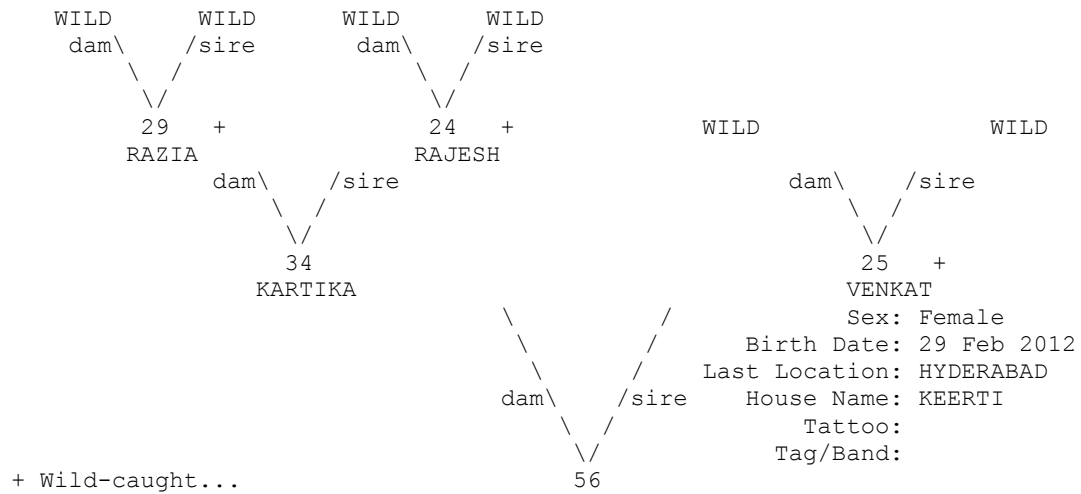 WILD WILD WILD WILD
dam\ /sire dam\ /sire
\ / \ /
\/ \/
29 + 24 + WILD WILD
RAZIA RAJESH
dam\ /sire dam\ /sire
\ / \ /
\/ \/
34 25 +
KARTIKA VENKAT
\ / Sex: Female
\ / Birth Date: 29 Feb 2012
\ / Last Location: HYDERABAD
dam\ /sire House Name: KEERTI
\ / Tattoo:
\/ Tag/Band:
+ Wild-caught... 56